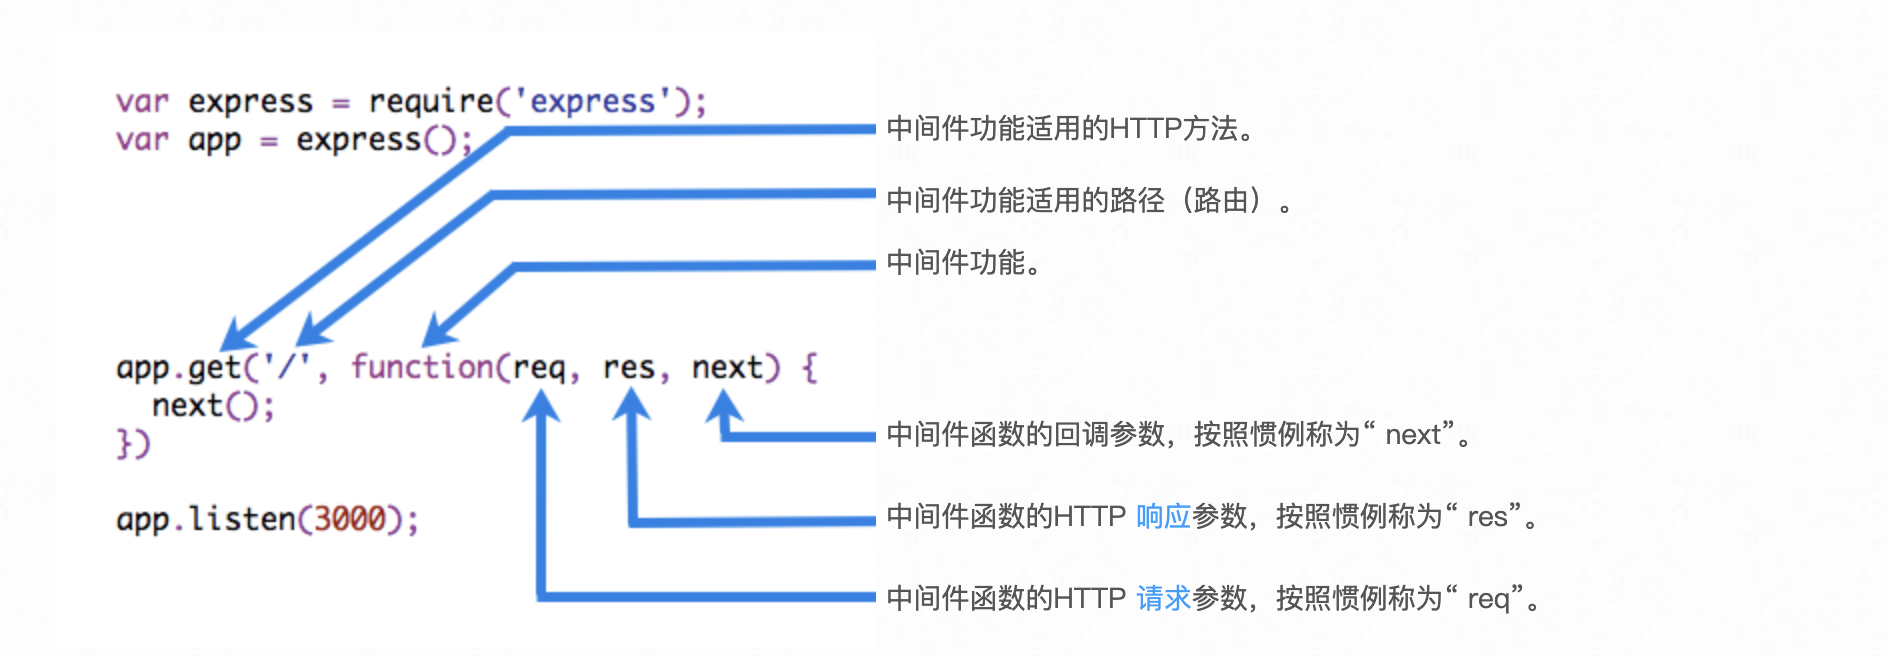 var express = require('express');
var app = express();
中间件功能适用的HTTP方法。
中间件功能适用的路径（路由）。
中间件功能。
app.get('/', function(req, res, next) {
next();
})
中间件函数的回调参数，按照惯例称为“ next”。
app.listen(3000);
中间件函数的HTTP 响应参数，按照惯例称为“ res”。
中间件函数的HTTP 请求参数，按照惯例称为“ req”。